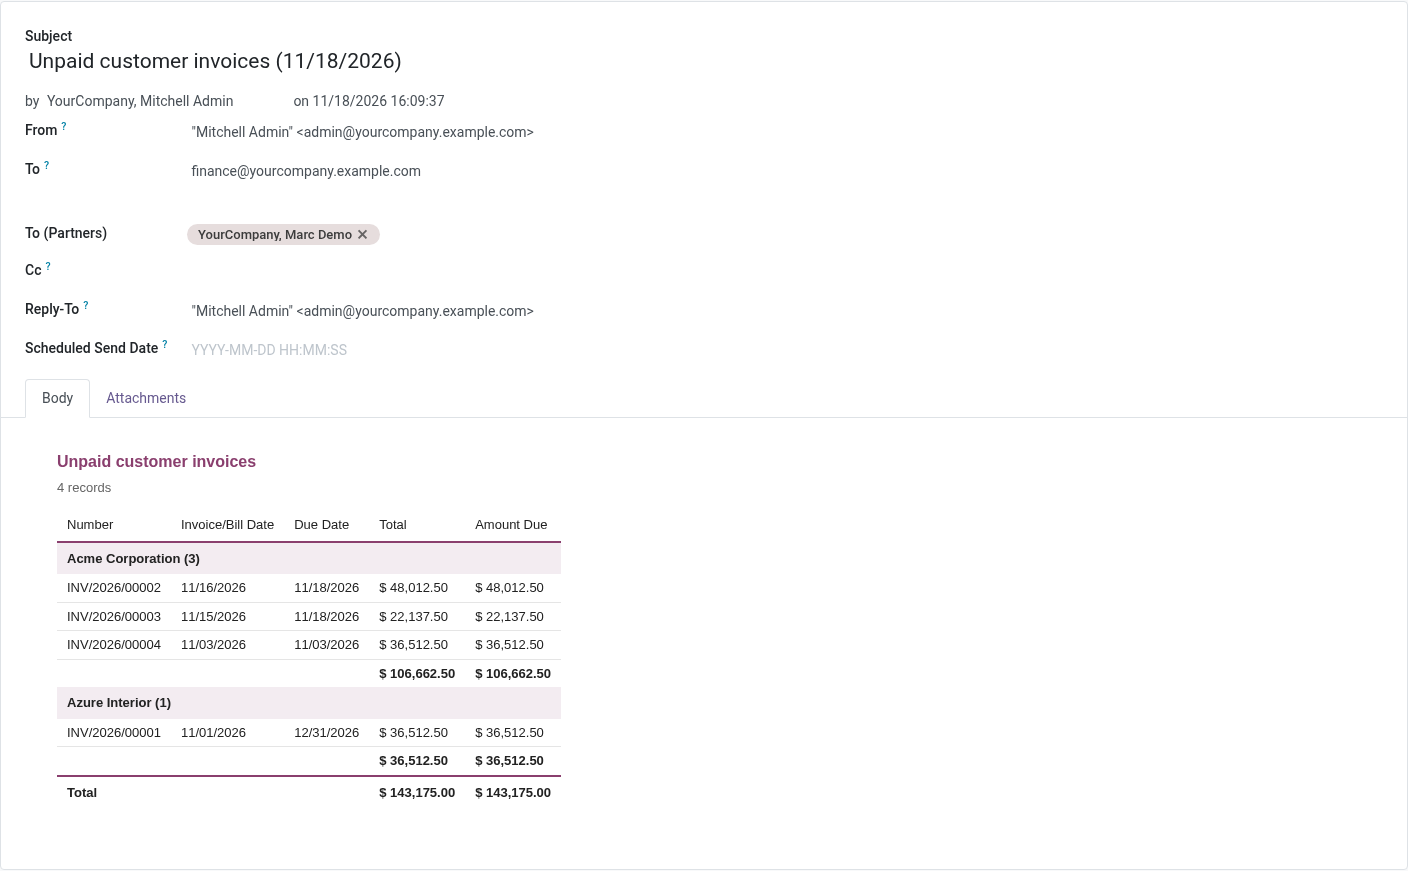 Subject
Unpaid customer invoices (11/18/2026)
by YourCompany, Mitchell Admin on 11/18/2026 16:09:37
From ? "Mitchell Admin" <admin@yourcompany.example.com>
To ? finance@yourcompany.example.com
To (Partners) YourCompany, Marc Demo ✕
Cc ?
Reply-To ? "Mitchell Admin" <admin@yourcompany.example.com>
Scheduled Send Date ? YYYY-MM-DD HH:MM:SS
Body Attachments
Unpaid customer invoices
4 records
Number Invoice/Bill Date Due Date Total Amount Due
Acme Corporation (3)
INV/2026/00002 11/16/2026 11/18/2026 $ 48,012.50 $ 48,012.50
INV/2026/00003 11/15/2026 11/18/2026 $ 22,137.50 $ 22,137.50
INV/2026/00004 11/03/2026 11/03/2026 $ 36,512.50 $ 36,512.50
$ 106,662.50 $ 106,662.50
Azure Interior (1)
INV/2026/00001 11/01/2026 12/31/2026 $ 36,512.50 $ 36,512.50
$ 36,512.50 $ 36,512.50
Total $ 143,175.00 $ 143,175.00